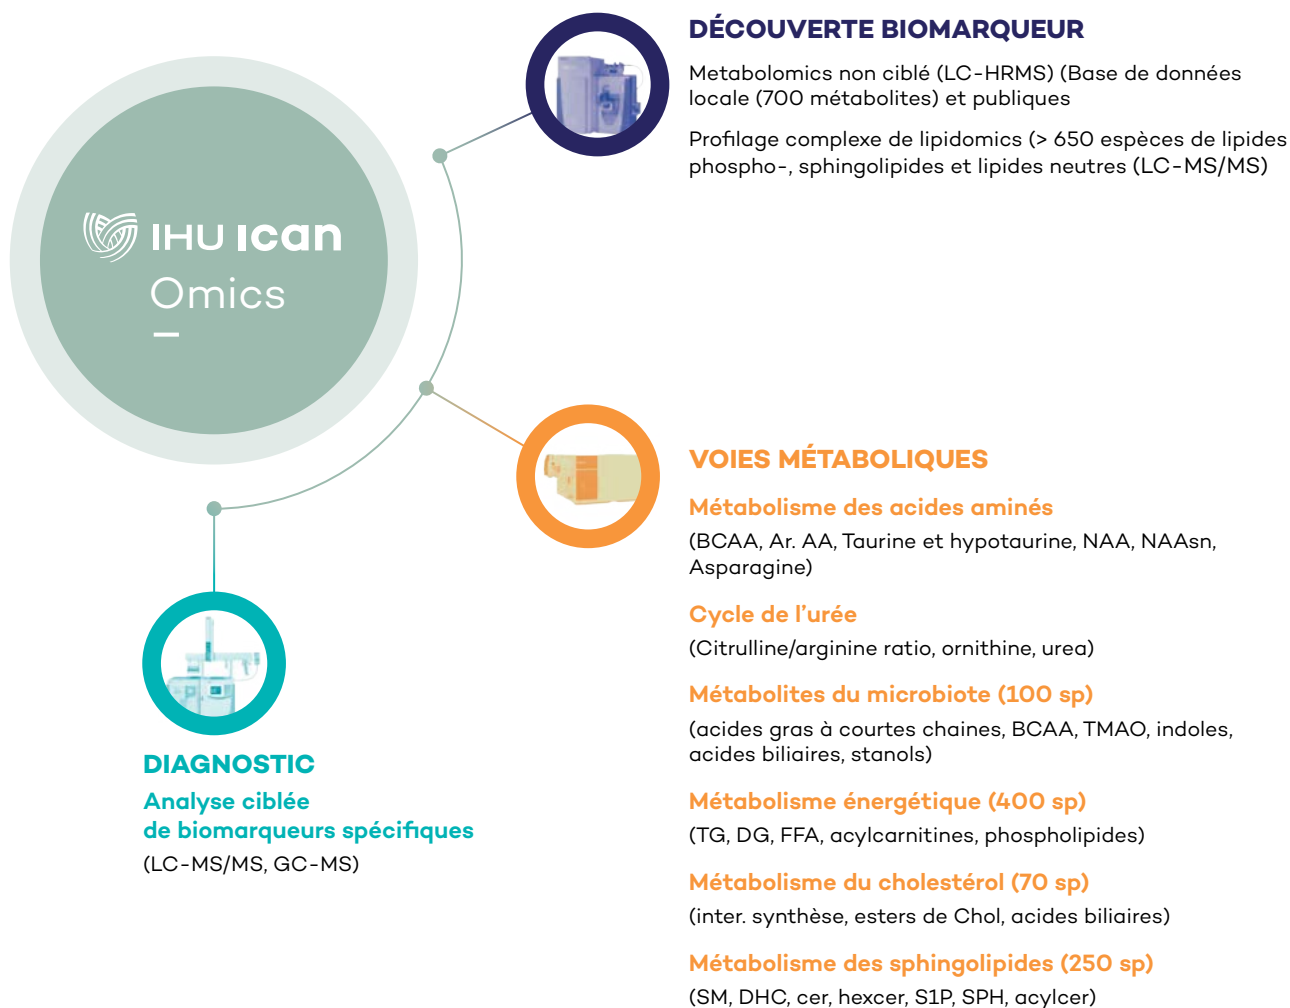 IHU ICAN
Omics
DÉCOUVERTE BIOMARQUEUR
Metabolomics non ciblé (LC-HRMS) (Base de données
locale (700 métabolites) et publiques
Profilage complexe de lipidomics (> 650 espèces de lipides
phospho-, sphingolipides et lipides neutres (LC-MS/MS)
VOIES MÉTABOLIQUES
Métabolisme des acides aminés
(BCAA, Ar. AA, Taurine et hypotaurine, NAA, NAAsn,
Asparagine)
Cycle de l’urée
(Citrulline/arginine ratio, ornithine, urea)
Métabolites du microbiote (100 sp)
(acides gras à courtes chaines, BCAA, TMAO, indoles,
acides biliaires, stanols)
Métabolisme énergétique (400 sp)
(TG, DG, FFA, acylcarnitines, phospholipides)
Métabolisme du cholestérol (70 sp)
(inter. synthèse, esters de Chol, acides biliaires)
Métabolisme des sphingolipides (250 sp)
(SM, DHC, cer, hexcer, S1P, SPH, acylcer)
DIAGNOSTIC
Analyse ciblée
de biomarqueurs spécifiques
(LC-MS/MS, GC-MS)